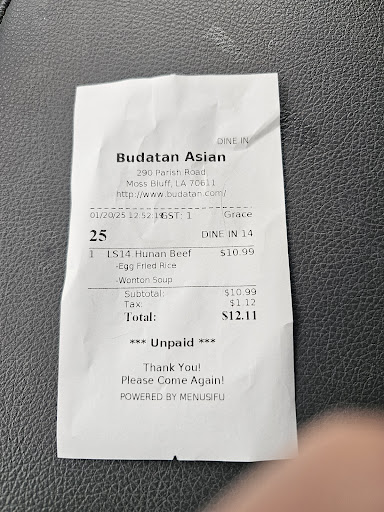 DINE IN
Budatan Asian
290 Parish Road
Moss Bluff, LA 70611
http://www.budatan.com/
01/20/25 12:52:19 GST: 1 Grace
25 DINE IN 14
1 LS14.Hunan Beef $10.99
-Egg Fried Rice
-Wonton Soup
Subtotal: $10.99
Tax: $1.12
Total: $12.11
*** Unpaid ***
Thank You!
Please Come Again!
POWERED BY MENUSIFU